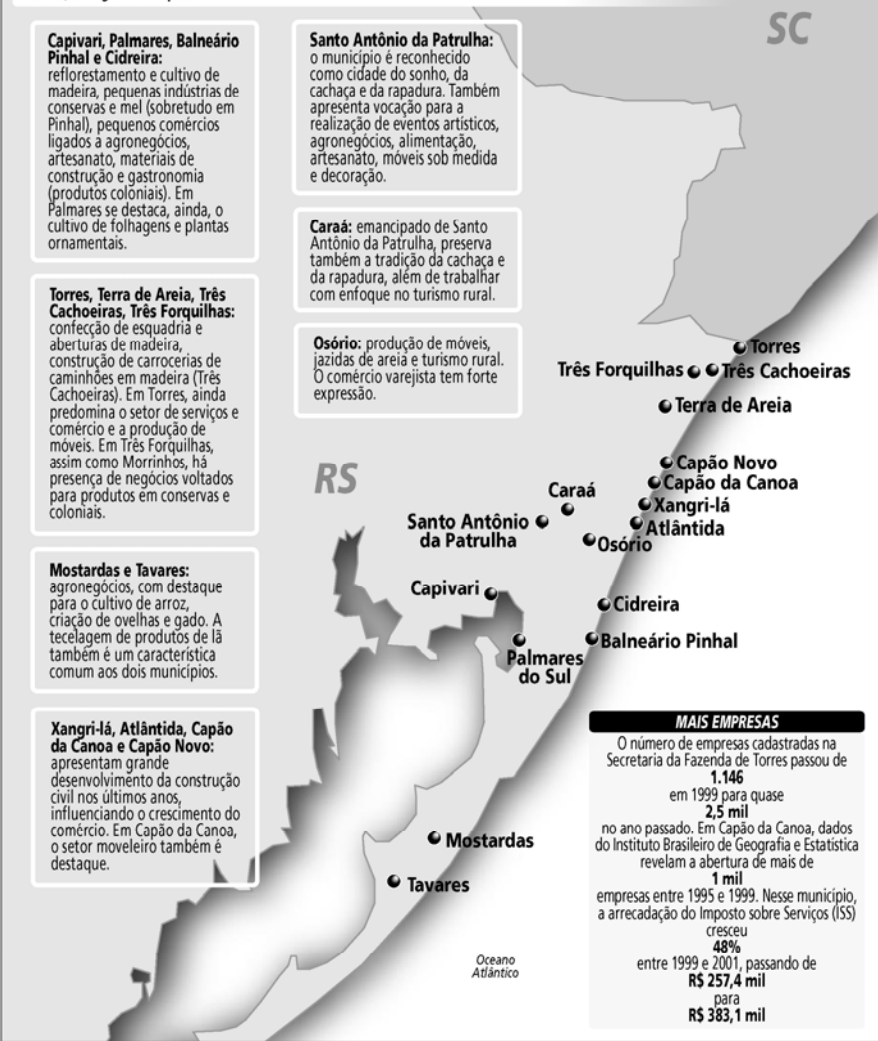 Capivari, Palmares, Balneário
Pinhal e Cidreira:
reflorestamento e cultivo de
madeira, pequenas indústrias de
conservas e mel (sobretudo em
Pinhal), pequenos comércios
ligados a agronegócios,
artesanato, materiais de
construção e gastronomia
(produtos coloniais). Em
Palmares se destaca, ainda, o
cultivo de folhagens e plantas
ornamentais.
Torres, Terra de Areia, Três
Cachoeiras, Três Forquilhas:
confecção de esquadria e
aberturas de madeira,
construção de carrocerias de
caminhões em madeira (Três
Cachoeiras). Em Torres, ainda
predomina o setor de serviços e
comércio e a produção de
móveis. Em Três Forquilhas,
assim como Morrinhos, há
presença de negócios voltados
para produtos em conservas e
coloniais.
Mostardas e Tavares:
agronegócios, com destaque
para o cultivo de arroz,
criação de ovelhas e gado. A
tecelagem de produtos de lã
também é um característica
comum aos dois municípios.
Xangri-lá, Atlântida, Capão
da Canoa e Capão Novo:
apresentam grande
desenvolvimento da construção
civil nos últimos anos,
influenciando o crescimento do
comércio. Em Capão da Canoa,
o setor moveleiro também é
destaque.
Santo Antônio da Patrulha:
o município é reconhecido
como cidade do sonho, da
cachaça e da rapadura. Também
apresenta vocação para a
realização de eventos artísticos,
agronegócios, alimentação,
artesanato, móveis sob medida
e decoração.
Caraá: emancipado de Santo
Antônio da Patrulha, preserva
também a tradição da cachaça e
da rapadura, além de trabalhar
com enfoque no turismo rural.
Osório: produção de móveis,
jazidas de areia e turismo rural.
O comércio varejista tem forte
expressão.
SC
RS
Torres
Três Forquilhas
Três Cachoeiras
Terra de Areia
Capão Novo
Capão da Canoa
Xangri-lá
Atlântida
Caraá
Santo Antônio
da Patrulha
Osório
Capivari
Cidreira
Balneário Pinhal
Palmares
do Sul
Mostardas
Tavares
Oceano
Atlântico
MAIS EMPRESAS
O número de empresas cadastradas na
Secretaria da Fazenda de Torres passou de
1.146
em 1999 para quase
2,5 mil
no ano passado. Em Capão da Canoa, dados
do Instituto Brasileiro de Geografia e Estatística
revelam a abertura de mais de
1 mil
empresas entre 1995 e 1999. Nesse município,
a arrecadação do Imposto sobre Serviços (ISS)
cresceu
48%
entre 1999 e 2001, passando de
R$ 257,4 mil
para
R$ 383,1 mil